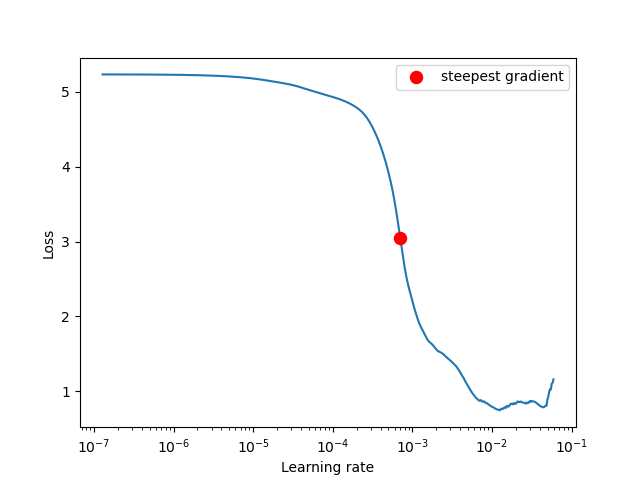 steepest gradient
5
4
3
2
1
Loss
10⁻⁷ 10⁻⁶ 10⁻⁵ 10⁻⁴ 10⁻³ 10⁻² 10⁻¹
Learning rate